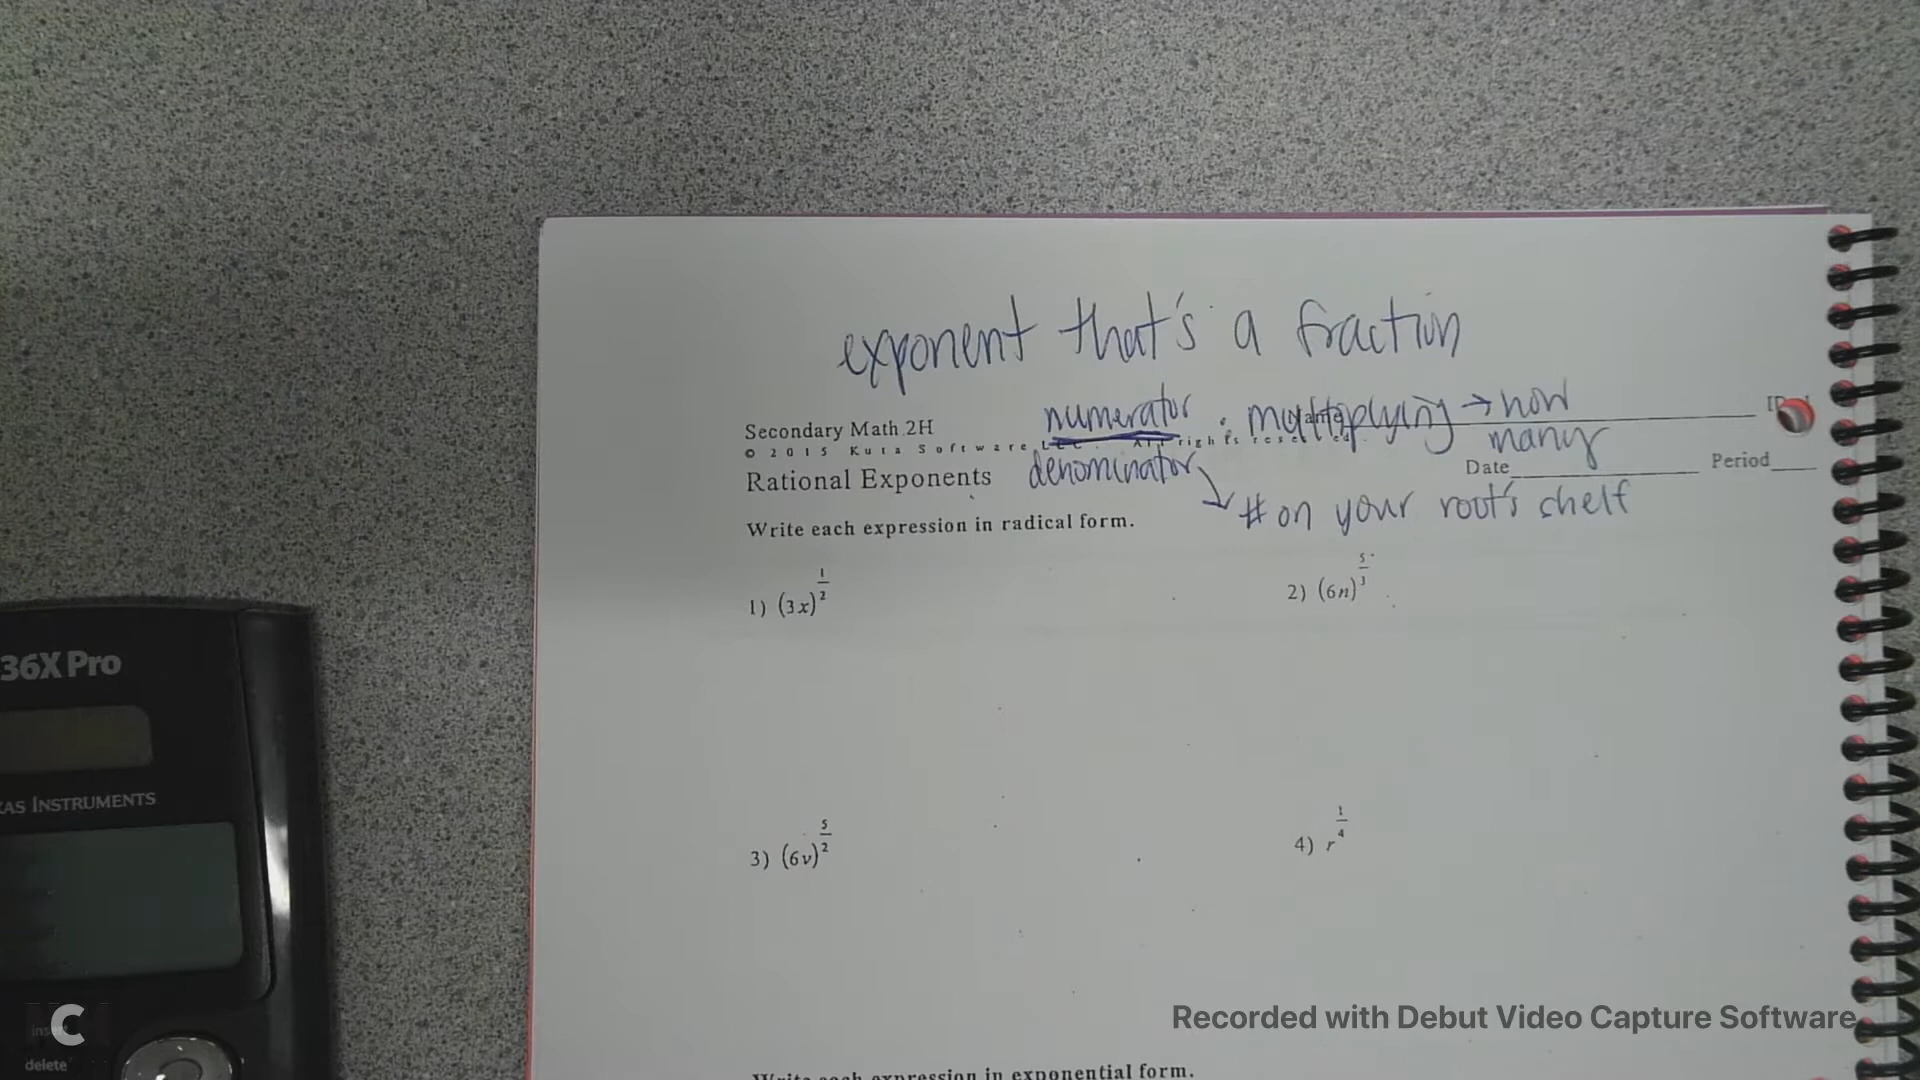 exponent that's a fraction
numerator • multiplying → how many
Secondary Math 2H
© 2015 Kuta Software LLC. All rights reserved.
denominator
Rational Exponents
Date Period
# on your root's shelf
Write each expression in radical form.
1) (3x)^(1/2)
2) (6n)^(5/3)
3) (6v)^(5/2)
4) r^(1/4)
Write each expression in exponential form.
36X Pro
XAS INSTRUMENTS
delete
C
Recorded with Debut Video Capture Software